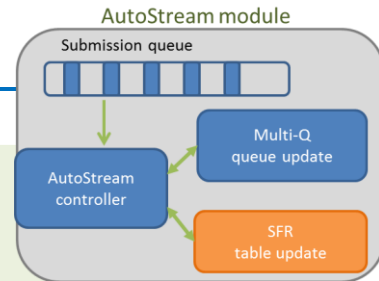 AutoStream module
Submission queue
Multi-Q
queue update
AutoStream
controller
SFR
table update